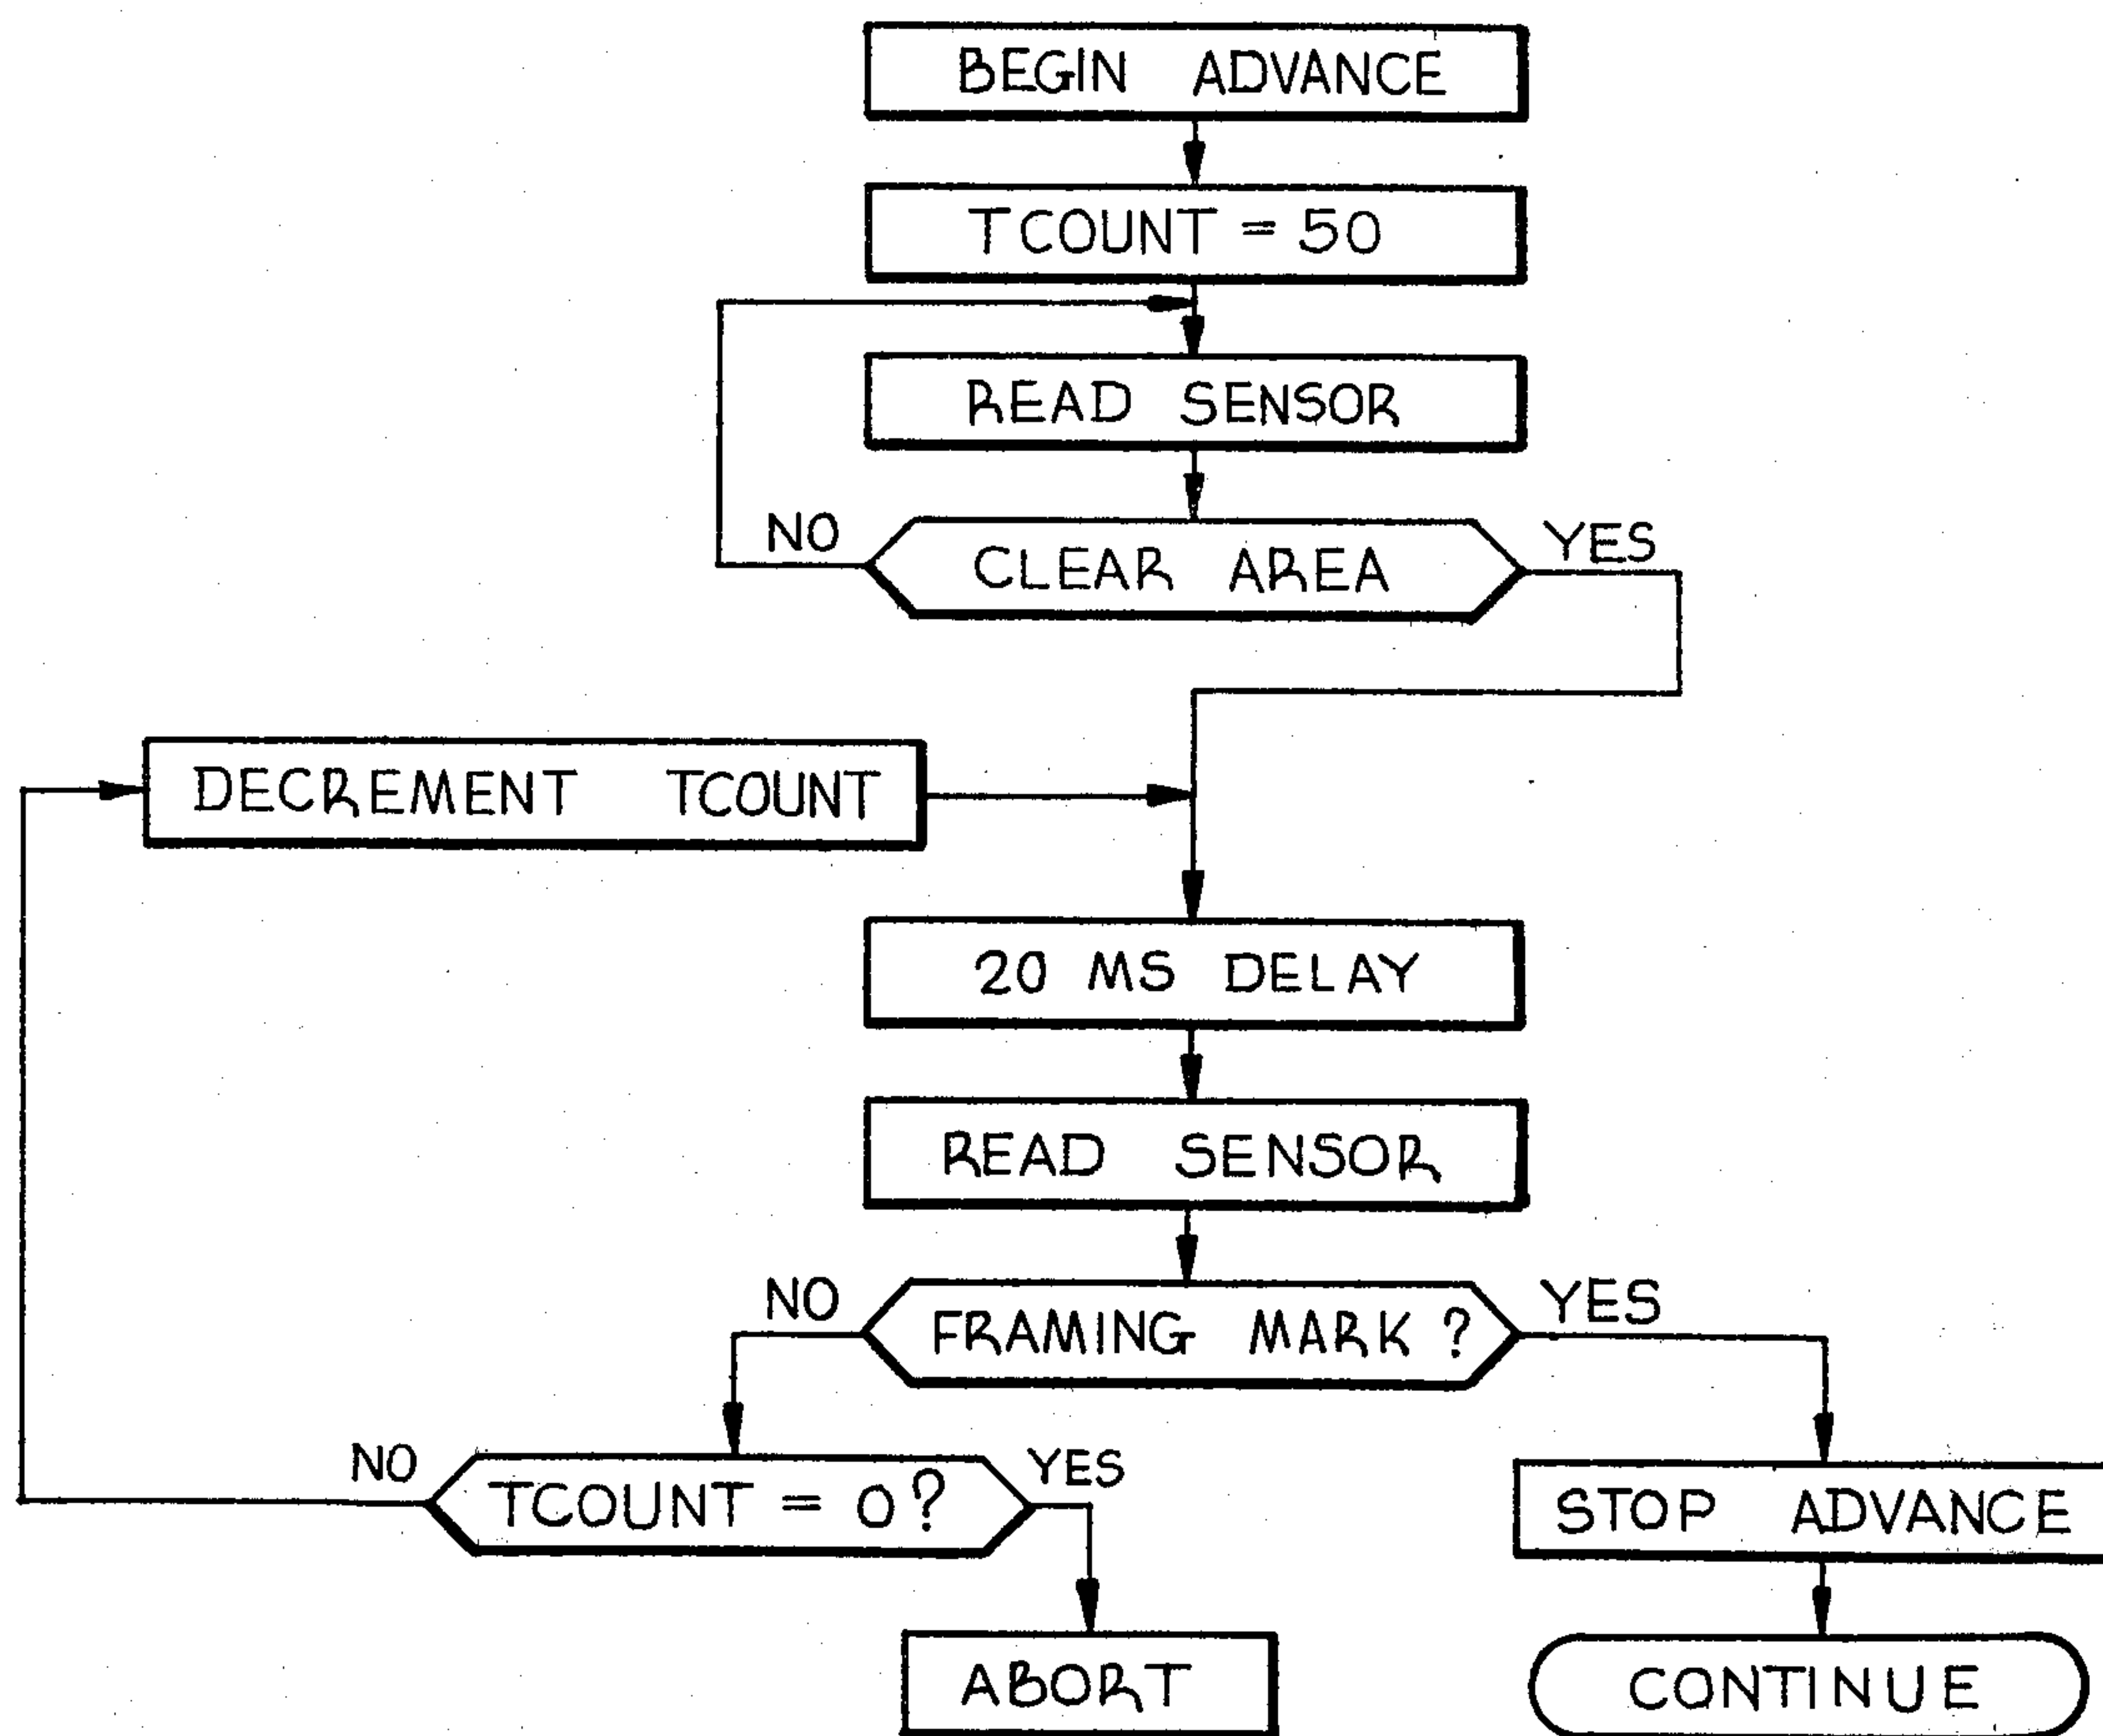 BEGIN ADVANCE
TCOUNT = 50
READ SENSOR
NO
CLEAR AREA
YES
DECREMENT TCOUNT
20 MS DELAY
READ SENSOR
NO
FRAMING MARK?
YES
NO
TCOUNT = 0?
YES
STOP ADVANCE
ABORT
CONTINUE